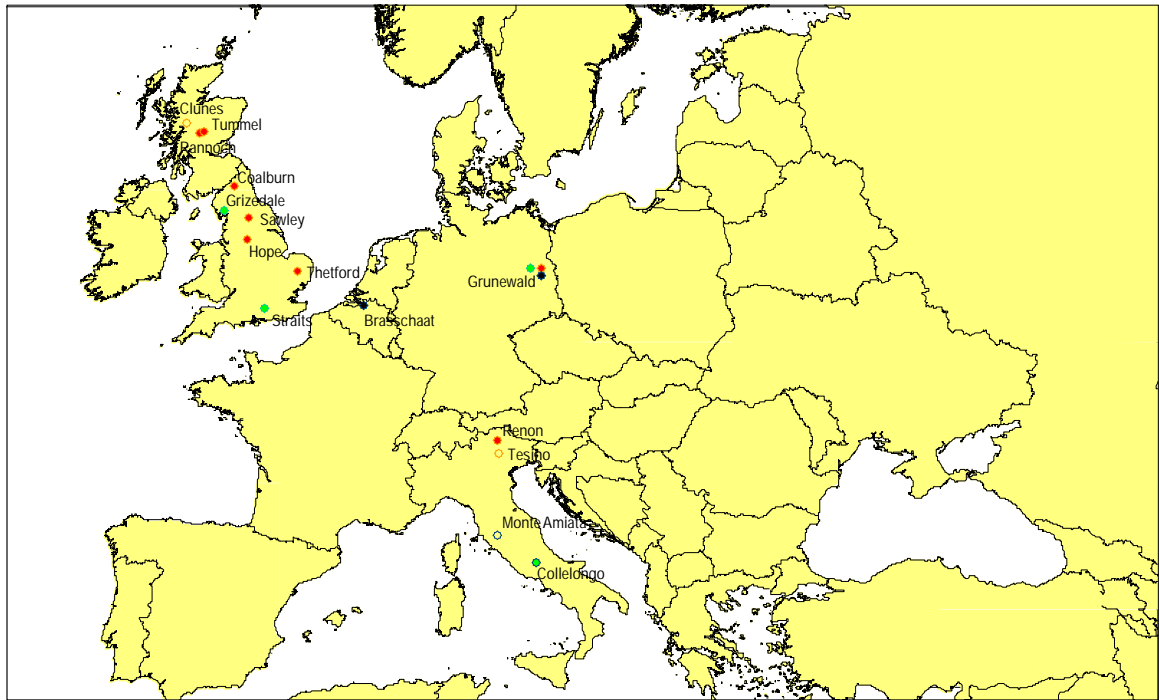 Clunes
Tummel
Rannoch
Coalburn
Grizedale
Sawley
Hope
Thetford
Grunewald
Straits
Brasschaat
Renon
Tesino
Monte Amiata
Collelongo